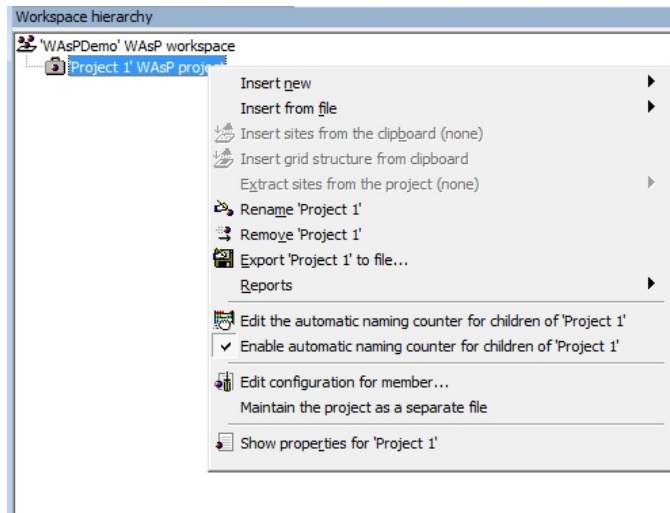 Workspace hierarchy
'WAsPDemo' WAsP workspace
'Project 1' WAsP project
Insert new
Insert from file
Insert sites from the clipboard (none)
Insert grid structure from clipboard
Extract sites from the project (none)
Rename 'Project 1'
Remove 'Project 1'
Export 'Project 1' to file...
Reports
Edit the automatic naming counter for children of 'Project 1'
Enable automatic naming counter for children of 'Project 1'
Edit configuration for member...
Maintain the project as a separate file
Show properties for 'Project 1'